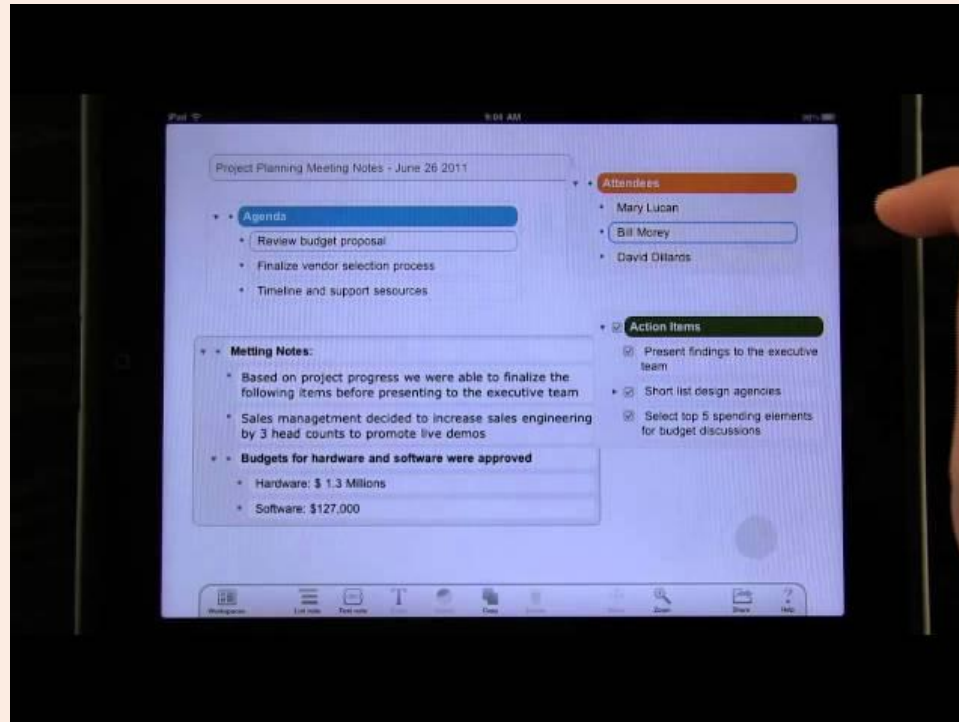 iPad
9:08 AM
Project Planning Meeting Notes - June 26 2011
Agenda
Review budget proposal
Finalize vendor selection process
Timeline and support sesources
Attendees
Mary Lucan
Bill Morey
David Dillards
Metting Notes:
Based on project progress we were able to finalize the
following items before presenting to the executive team
Sales managetment decided to increase sales engineering
by 3 head counts to promote live demos
Budgets for hardware and software were approved
Hardware: $ 1.3 Millions
Software: $127,000
Action Items
Present findings to the executive
team
Short list design agencies
Select top 5 spending elements
for budget discussions
Workspaces
List note
Text note
Copy
Zoom
Share
Help